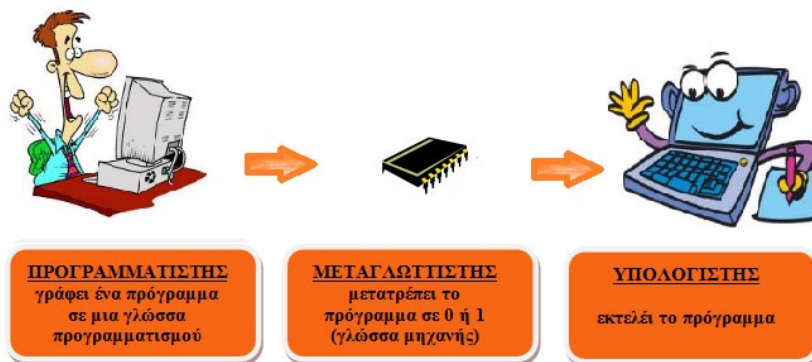 ΠΡΟΓΡΑΜΜΑΤΙΣΤΗΣ
γράφει ένα πρόγραμμα
σε μια γλώσσα
προγραμματισμού
ΜΕΤΑΓΛΩΤΤΙΣΤΗΣ
μετατρέπει το
πρόγραμμα σε 0 ή 1
(γλώσσα μηχανής)
ΥΠΟΛΟΓΙΣΤΗΣ
εκτελέι το πρόγραμμα